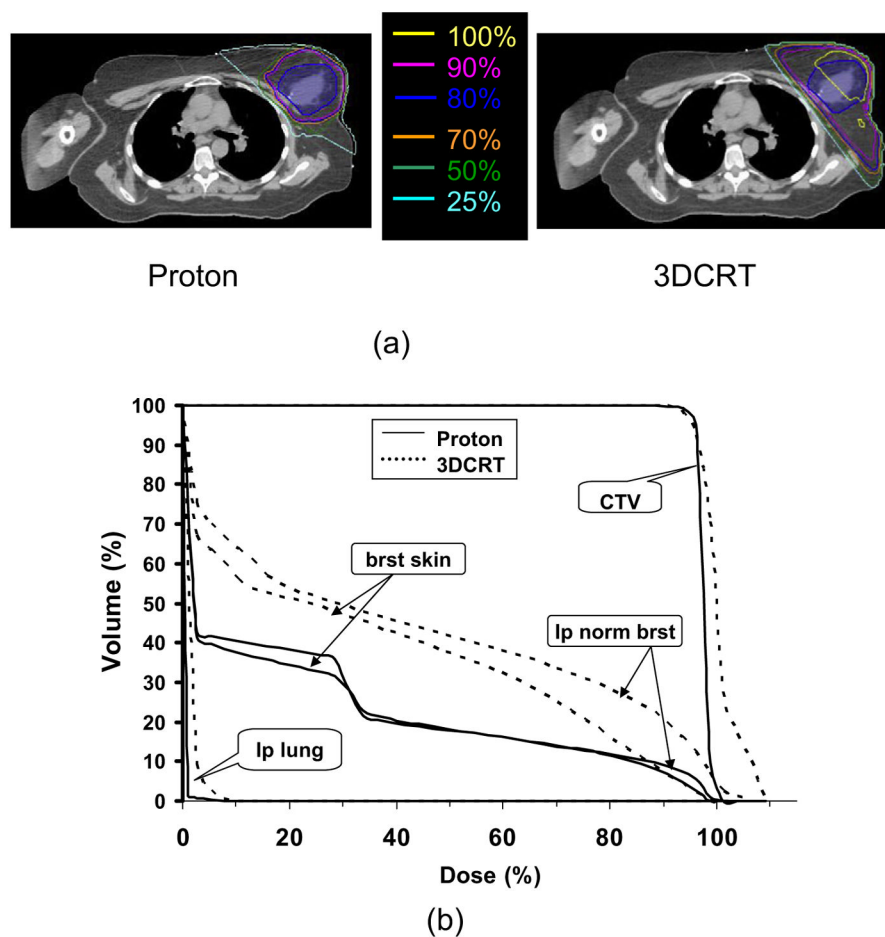 100%
90%
80%
70%
50%
25%
Proton
3DCRT
(a)
100
90
80
70
60
50
40
30
20
10
0
Volume (%)
Proton
3DCRT
CTV
brst skin
Ip norm brst
Ip lung
0
20
40
60
80
100
Dose (%)
(b)